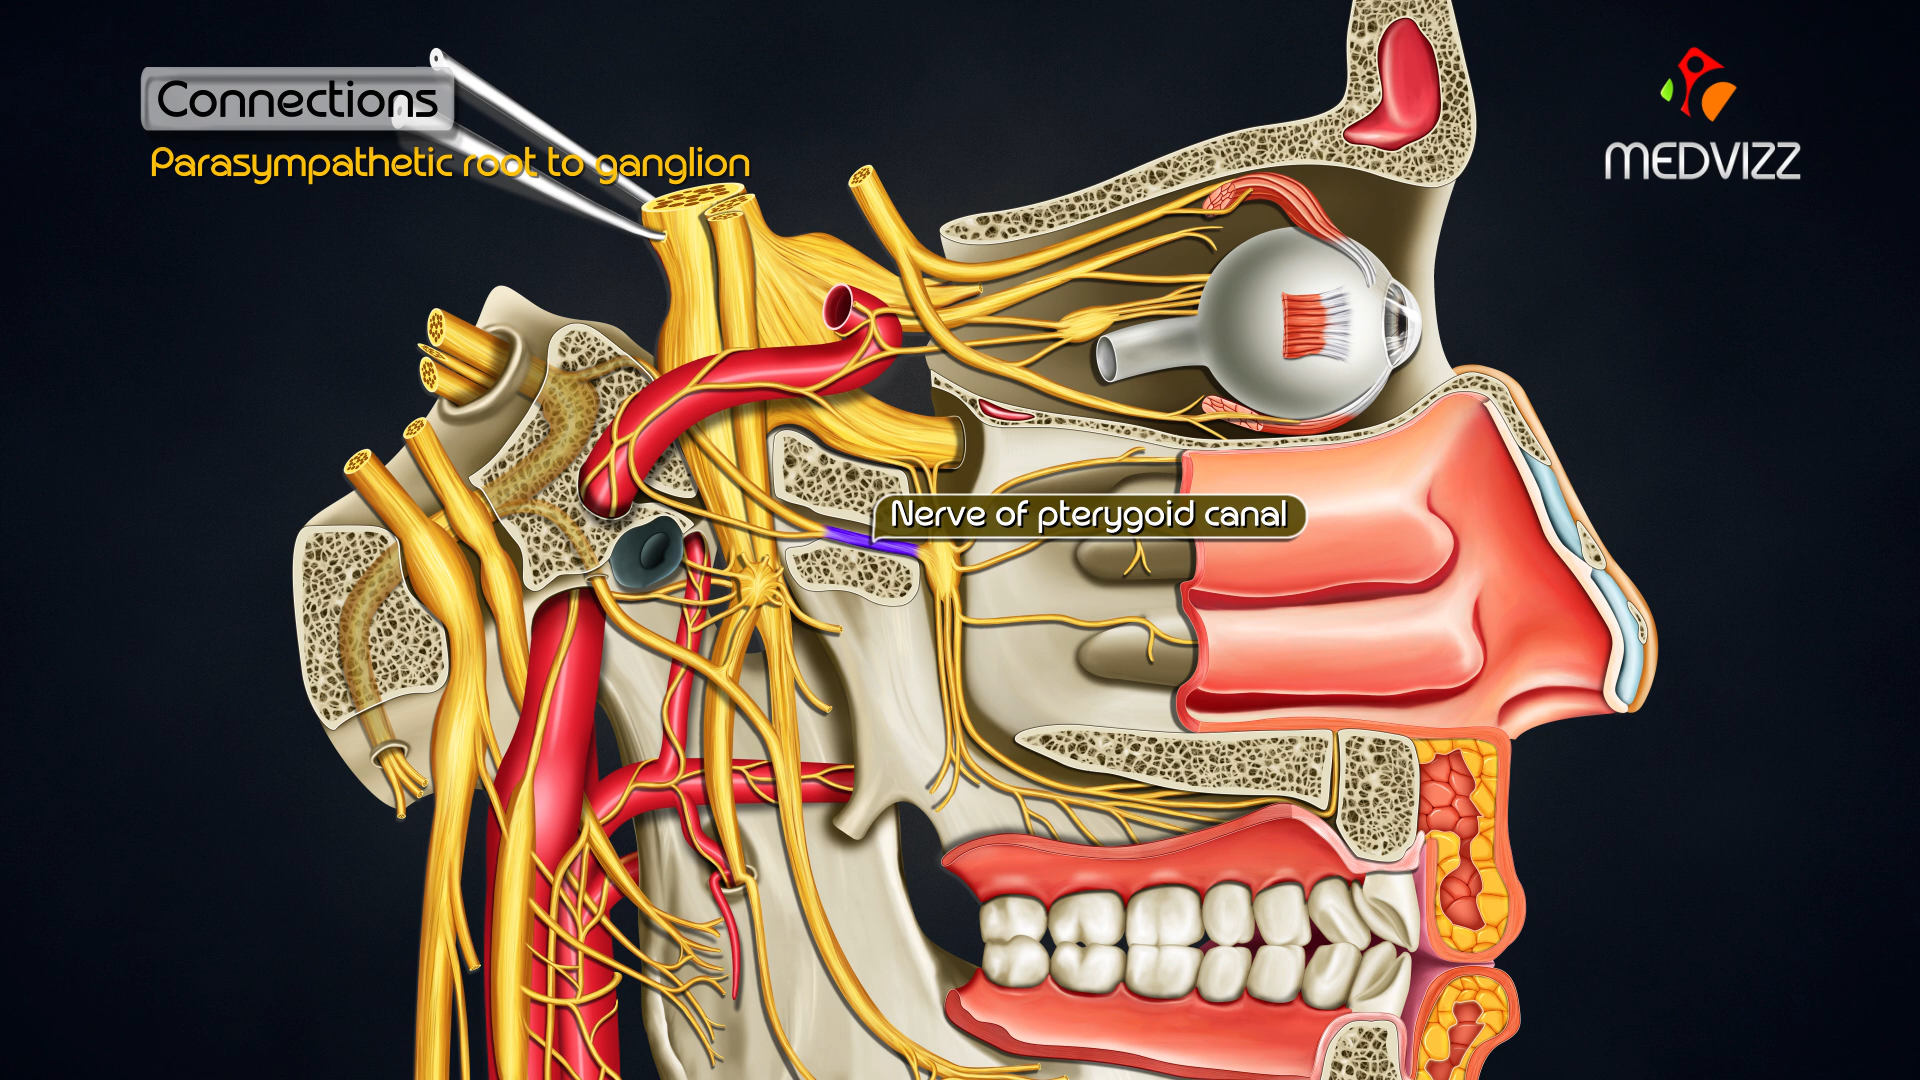 Connections
Parasympathetic root to ganglion
MEDVIZZ
Nerve of pterygoid canal